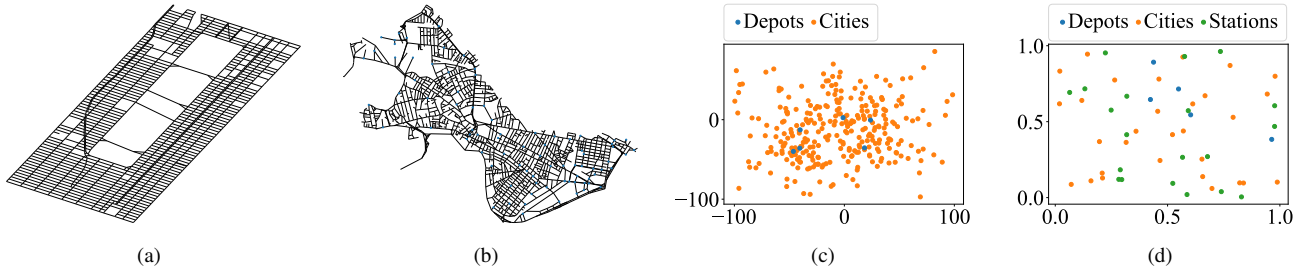 Depots Cities
0
−100
−100 0 100
Depots Cities Stations
1.0
0.5
0.0
0.0 0.5 1.0
(a) (b) (c) (d)